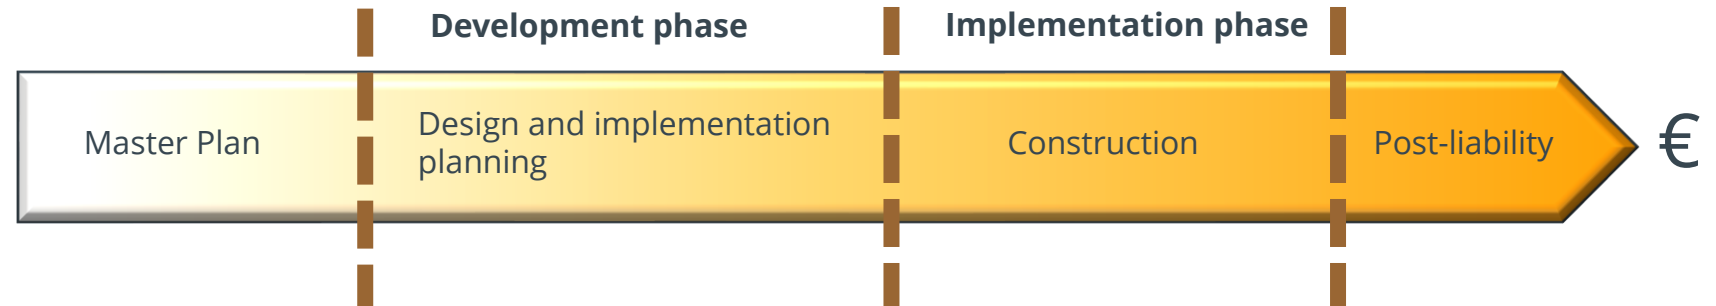 Development phase
Implementation phase
Master Plan
Design and implementation
planning
Construction
Post-liability
€